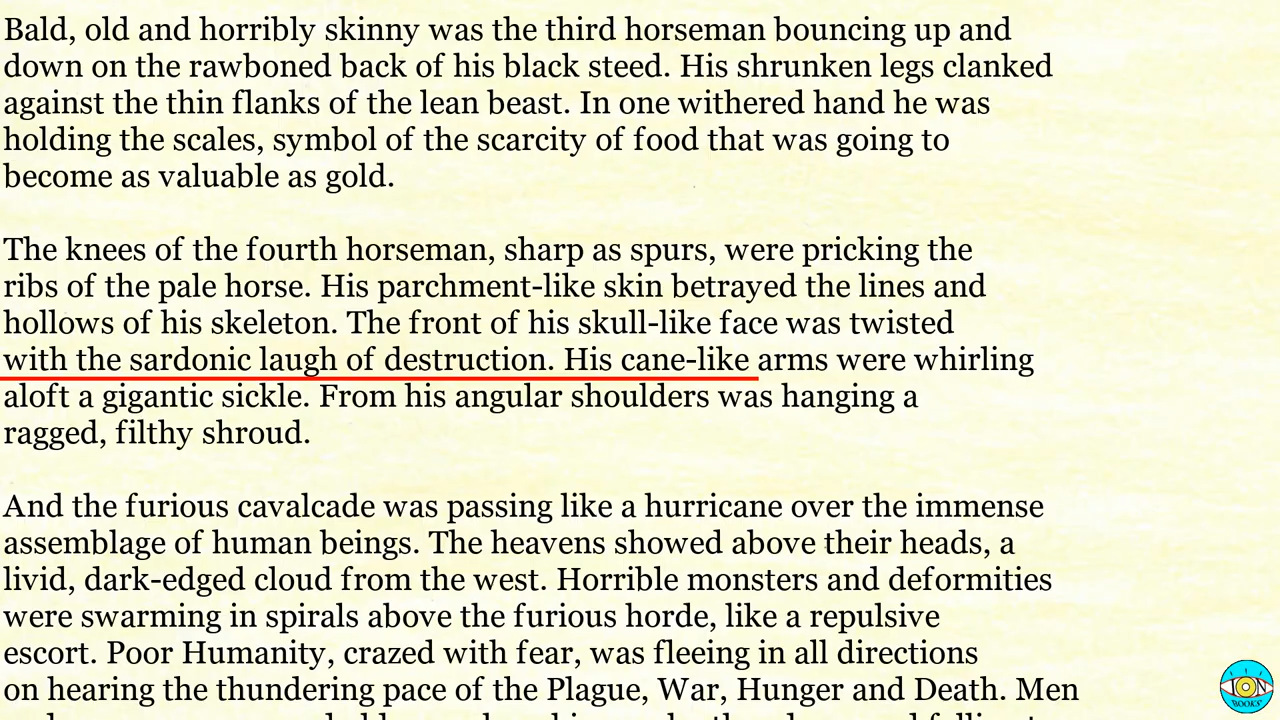 Bald, old and horribly skinny was the third horseman bouncing up and
down on the rawboned back of his black steed. His shrunken legs clanked
against the thin flanks of the lean beast. In one withered hand he was
holding the scales, symbol of the scarcity of food that was going to
become as valuable as gold.
The knees of the fourth horseman, sharp as spurs, were pricking the
ribs of the pale horse. His parchment-like skin betrayed the lines and
hollows of his skeleton. The front of his skull-like face was twisted
with the sardonic laugh of destruction. His cane-like arms were whirling
aloft a gigantic sickle. From his angular shoulders was hanging a
ragged, filthy shroud.
And the furious cavalcade was passing like a hurricane over the immense
assemblage of human beings. The heavens showed above their heads, a
livid, dark-edged cloud from the west. Horrible monsters and deformities
were swarming in spirals above the furious horde, like a repulsive
escort. Poor Humanity, crazed with fear, was fleeing in all directions
on hearing the thundering pace of the Plague, War, Hunger and Death. Men
ION
BOOKS